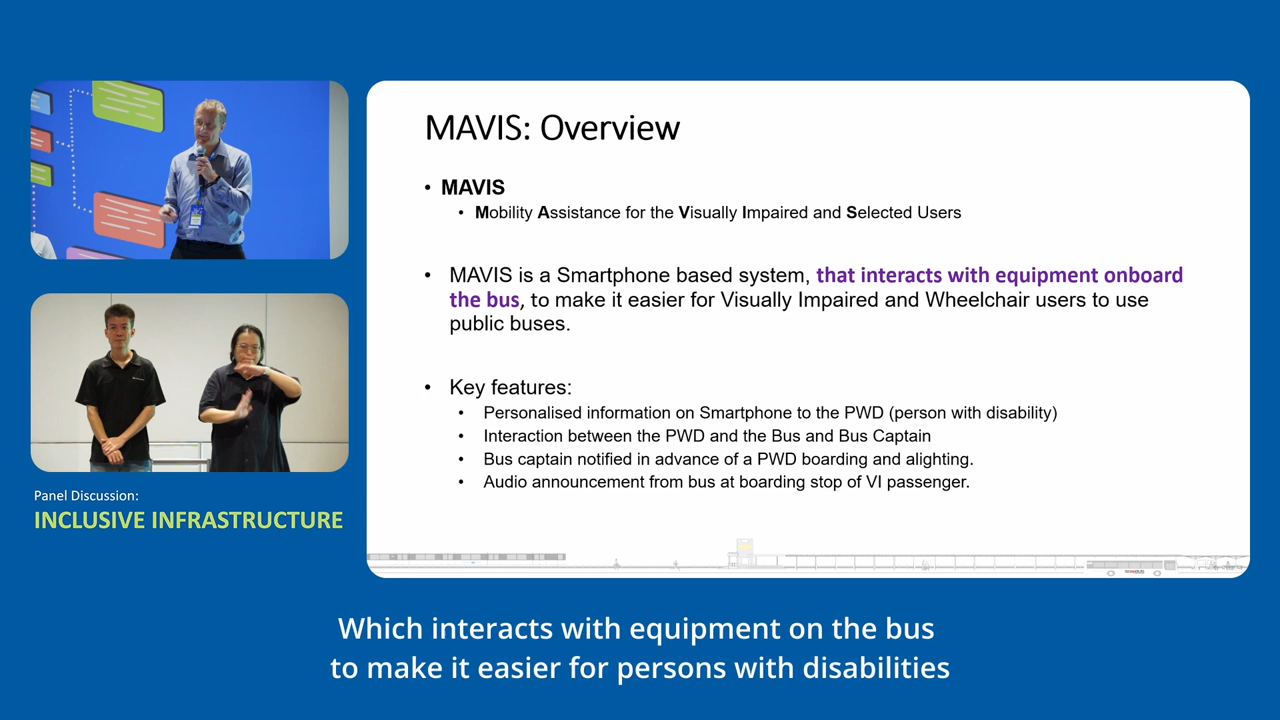 MAVIS: Overview
• MAVIS
• Mobility Assistance for the Visually Impaired and Selected Users
• MAVIS is a Smartphone based system, that interacts with equipment onboard
the bus, to make it easier for Visually Impaired and Wheelchair users to use
public buses.
• Key features:
• Personalised information on Smartphone to the PWD (person with disability)
• Interaction between the PWD and the Bus and Bus Captain
• Bus captain notified in advance of a PWD boarding and alighting.
• Audio announcement from bus at boarding stop of VI passenger.
Panel Discussion:
INCLUSIVE INFRASTRUCTURE
Which interacts with equipment on the bus
to make it easier for persons with disabilities